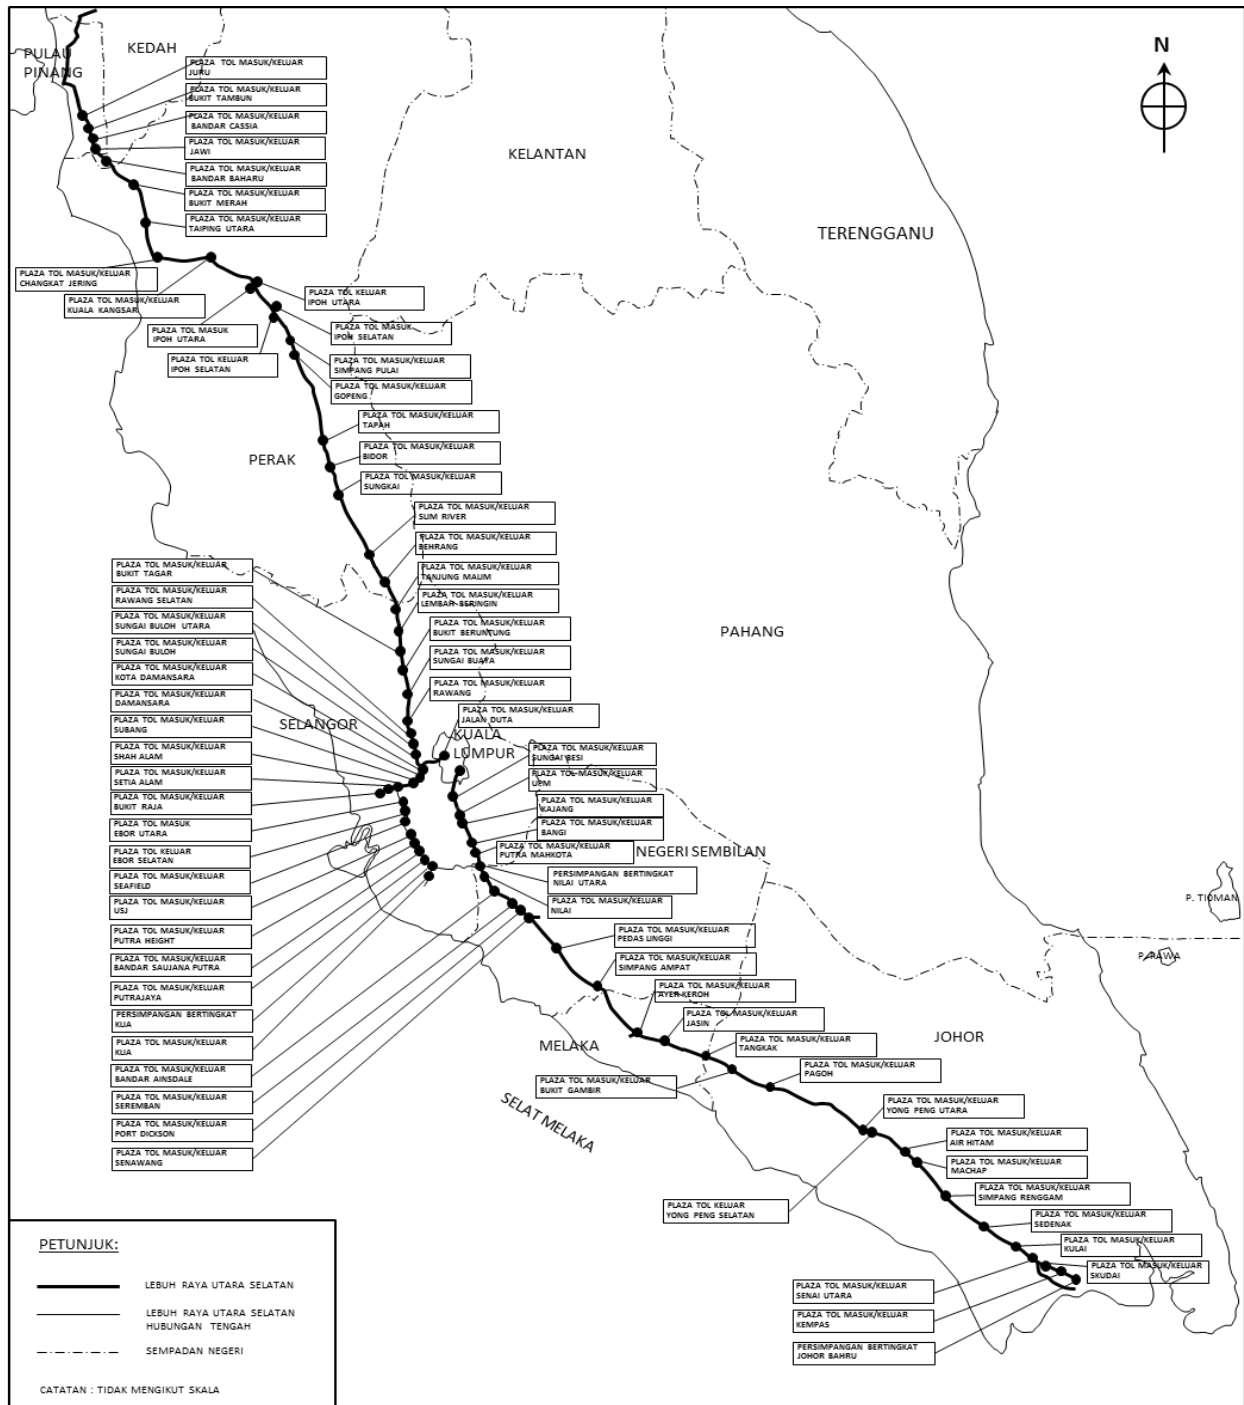 PULAU
PINANG
KEDAH
N
PLAZA TOL MASUK/KELUAR
JURU
PLAZA TOL MASUK/KELUAR
BUKIT TAMBUN
PLAZA TOL MASUK/KELUAR
BANDAR CASSIA
PLAZA TOL MASUK/KELUAR
JAWI
PLAZA TOL MASUK/KELUAR
BANDAR BAHARU
PLAZA TOL MASUK/KELUAR
BUKIT MERAH
PLAZA TOL MASUK/KELUAR
TAIPING UTARA
KELANTAN
TERENGGANU
PLAZA TOL MASUK/KELUAR
CHANGKAT JERING
PLAZA TOL MASUK/KELUAR
KUALA KANGSAR
PLAZA TOL KELUAR
IPOH UTARA
PLAZA TOL MASUK
IPOH UTARA
PLAZA TOL MASUK
IPOH SELATAN
PLAZA TOL KELUAR
IPOH SELATAN
PLAZA TOL MASUK/KELUAR
SIMPANG PULAI
PLAZA TOL MASUK/KELUAR
GOPENG
PLAZA TOL MASUK/KELUAR
TAPAH
PERAK
PLAZA TOL MASUK/KELUAR
BIDOR
PLAZA TOL MASUK/KELUAR
SUNGKAI
PLAZA TOL MASUK/KELUAR
SLIM RIVER
PLAZA TOL MASUK/KELUAR
BEHRANG
PLAZA TOL MASUK/KELUAR
TANJUNG MALIM
PLAZA TOL MASUK/KELUAR
LEMBAH BERINGIN
PLAZA TOL MASUK/KELUAR
BUKIT BERUNTUNG
PLAZA TOL MASUK/KELUAR
SUNGAI BUAYA
PLAZA TOL MASUK/KELUAR
RAWANG
PLAZA TOL MASUK/KELUAR
JALAN DUTA
PAHANG
PLAZA TOL MASUK/KELUAR
BUKIT TAGAR
PLAZA TOL MASUK/KELUAR
RAWANG SELATAN
PLAZA TOL MASUK/KELUAR
SUNGAI BULOH UTARA
PLAZA TOL MASUK/KELUAR
SUNGAI BULOH
PLAZA TOL MASUK/KELUAR
KOTA DAMANSARA
PLAZA TOL MASUK/KELUAR
DAMANSARA
PLAZA TOL MASUK/KELUAR
SUBANG
PLAZA TOL MASUK/KELUAR
SHAH ALAM
PLAZA TOL MASUK/KELUAR
SETIA ALAM
PLAZA TOL MASUK/KELUAR
BUKIT RAJA
PLAZA TOL MASUK
EBOR UTARA
PLAZA TOL KELUAR
EBOR SELATAN
PLAZA TOL MASUK/KELUAR
SEAFIELD
PLAZA TOL MASUK/KELUAR
USJ
PLAZA TOL MASUK/KELUAR
PUTRA HEIGHT
PLAZA TOL MASUK/KELUAR
BANDAR SAUJANA PUTRA
PLAZA TOL MASUK/KELUAR
PUTRAJAYA
PERSIMPANGAN BERTINGKAT
KLIA
PLAZA TOL MASUK/KELUAR
KLIA
PLAZA TOL MASUK/KELUAR
BANDAR AINSDALE
PLAZA TOL MASUK/KELUAR
SEREMBAN
PLAZA TOL MASUK/KELUAR
PORT DICKSON
PLAZA TOL MASUK/KELUAR
SENAWANG
SELANGOR
KUALA
LUMPUR
PLAZA TOL MASUK/KELUAR
SUNGAI BESI
PLAZA TOL MASUK/KELUAR
UPM
PLAZA TOL MASUK/KELUAR
KAJANG
PLAZA TOL MASUK/KELUAR
BANGI
PLAZA TOL MASUK/KELUAR
PUTRA MAHKOTA
NEGERI SEMBILAN
PERSIMPANGAN BERTINGKAT
NILAI UTARA
PLAZA TOL MASUK/KELUAR
NILAI
PLAZA TOL MASUK/KELUAR
PEDAS LINGGI
PLAZA TOL MASUK/KELUAR
SIMPANG AMPAT
PLAZA TOL MASUK/KELUAR
AYER KEROH
PLAZA TOL MASUK/KELUAR
JASIN
PLAZA TOL MASUK/KELUAR
TANGKAK
PLAZA TOL MASUK/KELUAR
PAGOH
PLAZA TOL MASUK/KELUAR
BUKIT GAMBIR
P. TIOMAN
P. RAWA
MELAKA
JOHOR
SELAT MELAKA
PLAZA TOL MASUK/KELUAR
YONG PENG UTARA
PLAZA TOL MASUK/KELUAR
AIR HITAM
PLAZA TOL MASUK/KELUAR
MACHAP
PLAZA TOL MASUK/KELUAR
SIMPANG RENGGAM
PLAZA TOL KELUAR
YONG PENG SELATAN
PLAZA TOL MASUK/KELUAR
SEDENAK
PLAZA TOL MASUK/KELUAR
KULAI
PLAZA TOL MASUK/KELUAR
SKUDAI
PLAZA TOL MASUK/KELUAR
SENAI UTARA
PLAZA TOL MASUK/KELUAR
KEMPAS
PERSIMPANGAN BERTINGKAT
JOHOR BAHRU
PETUNJUK:
LEBUH RAYA UTARA SELATAN
LEBUH RAYA UTARA SELATAN
HUBUNGAN TENGAH
SEMPADAN NEGERI
CATATAN : TIDAK MENGIKUT SKALA